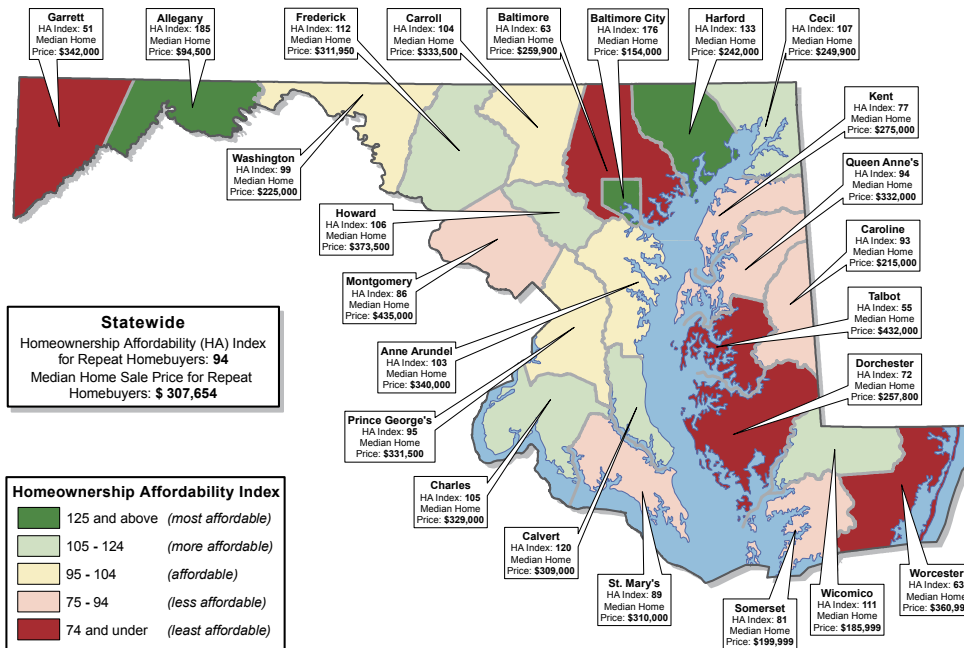 Garrett
HA Index: 51
Median Home
Price: $342,000
Allegany
HA Index: 185
Median Home
Price: $94,500
Frederick
HA Index: 112
Median Home
Price: $311,950
Carroll
HA Index: 104
Median Home
Price: $333,500
Baltimore
HA Index: 63
Median Home
Price: $259,900
Baltimore City
HA Index: 176
Median Home
Price: $154,000
Harford
HA Index: 133
Median Home
Price: $242,000
Cecil
HA Index: 107
Median Home
Price: $249,900
Kent
HA Index: 77
Median Home
Price: $275,000
Washington
HA Index: 99
Median Home
Price: $225,000
Queen Anne's
HA Index: 94
Median Home
Price: $332,000
Howard
HA Index: 106
Median Home
Price: $373,500
Caroline
HA Index: 93
Median Home
Price: $215,000
Montgomery
HA Index: 86
Median Home
Price: $435,000
Talbot
HA Index: 55
Median Home
Price: $432,000
Statewide
Homeownership Affordability (HA) Index
for Repeat Homebuyers: 94
Median Home Sale Price for Repeat
Homebuyers: $ 307,654
Anne Arundel
HA Index: 103
Median Home
Price: $340,000
Dorchester
HA Index: 72
Median Home
Price: $257,800
Prince George's
HA Index: 95
Median Home
Price: $331,500
Charles
HA Index: 105
Median Home
Price: $329,000
Calvert
HA Index: 120
Median Home
Price: $309,000
St. Mary's
HA Index: 89
Median Home
Price: $310,000
Somerset
HA Index: 81
Median Home
Price: $199,999
Wicomico
HA Index: 111
Median Home
Price: $185,999
Worcester
HA Index: 63
Median Home
Price: $360,99
Homeownership Affordability Index
125 and above (most affordable)
105 - 124 (more affordable)
95 - 104 (affordable)
75 - 94 (less affordable)
74 and under (least affordable)